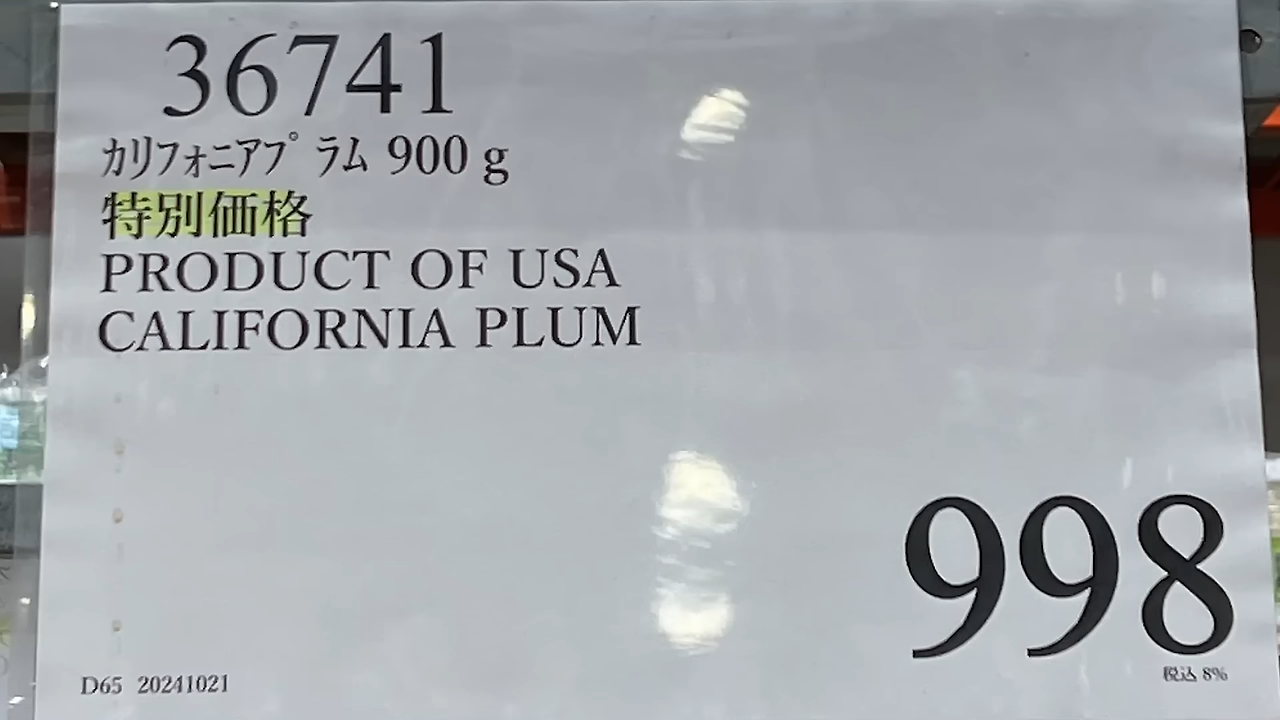 36741
ｶﾘﾌｫﾆｱﾌﾟﾗﾑ 900 g
特別価格
PRODUCT OF USA
CALIFORNIA PLUM
998
税込 8%
D65 20241021